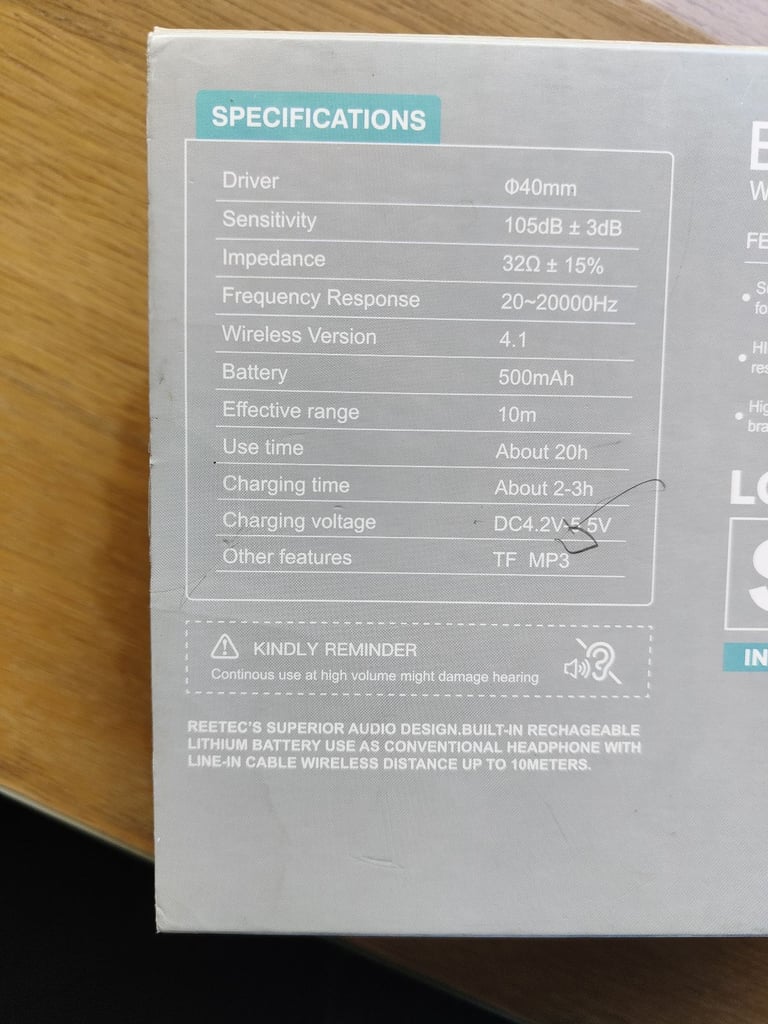 SPECIFICATIONS
Driver Φ40mm
Sensitivity 105dB ± 3dB
Impedance 32Ω ± 15%
Frequency Response 20~20000Hz
Wireless Version 4.1
Battery 500mAh
Effective range 10m
Use time About 20h
Charging time About 2-3h
Charging voltage DC4.2V-5.5V
Other features TF MP3
KINDLY REMINDER
Continous use at high volume might damage hearing
REETEC'S SUPERIOR AUDIO DESIGN.BUILT-IN RECHAGEABLE
LITHIUM BATTERY USE AS CONVENTIONAL HEADPHONE WITH
LINE-IN CABLE WIRELESS DISTANCE UP TO 10METERS.